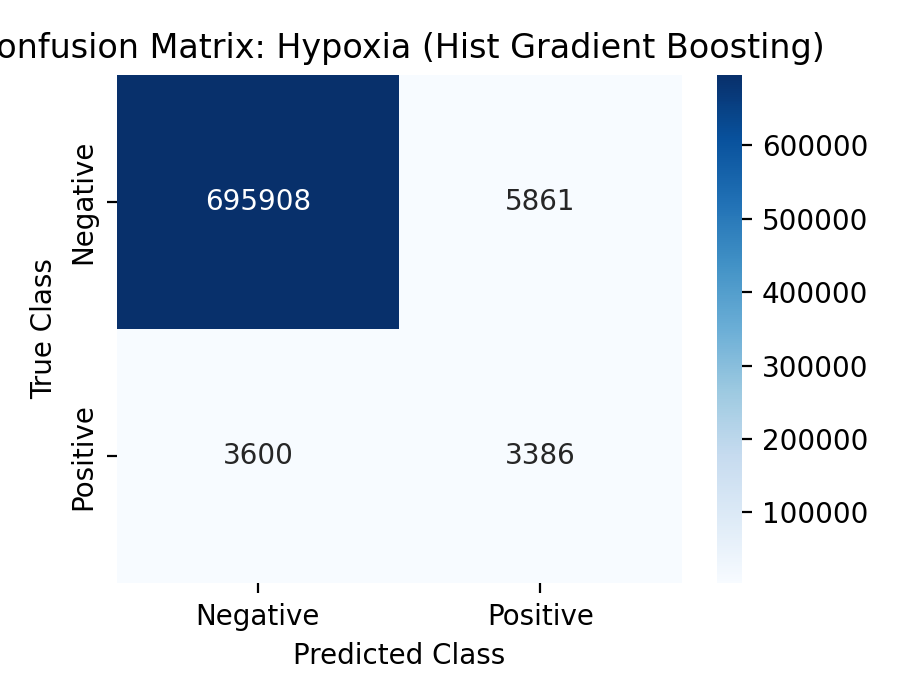 onfusion Matrix: Hypoxia (Hist Gradient Boosting)
True Class
Negative
Positive
695908
5861
3600
3386
Negative
Positive
Predicted Class
600000
500000
400000
300000
200000
100000